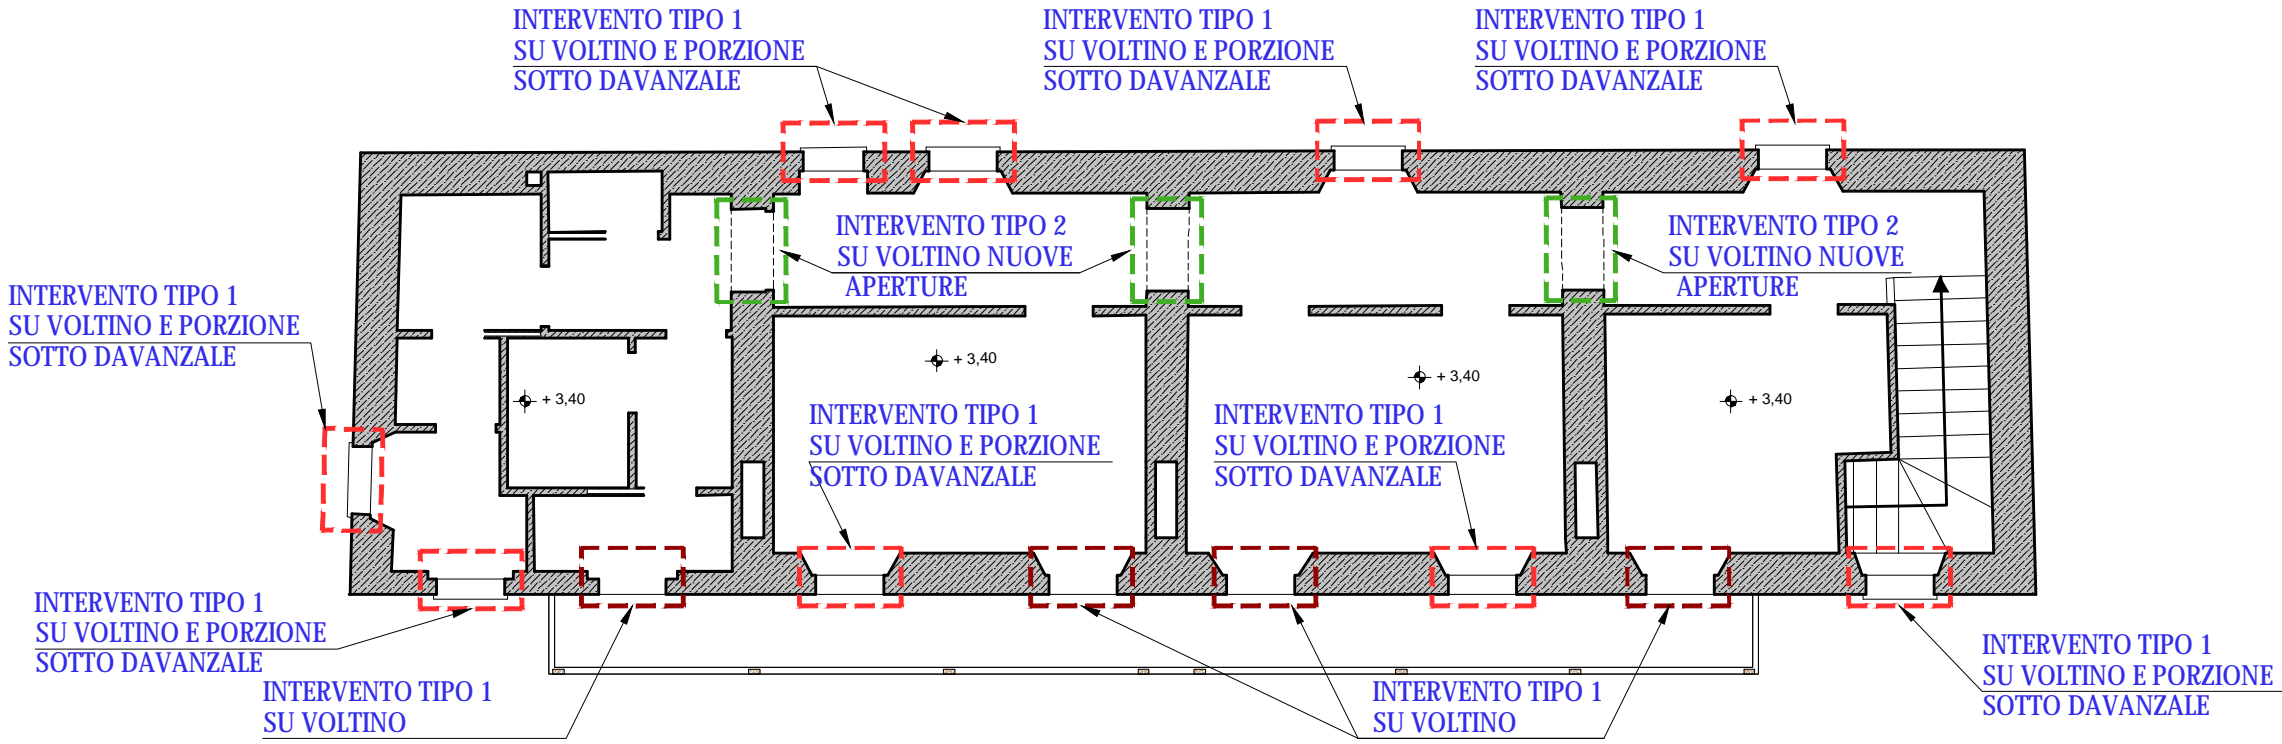 INTERVENTO TIPO 1
SU VOLTINO E PORZIONE
SOTTO DAVANZALE
INTERVENTO TIPO 1
SU VOLTINO E PORZIONE
SOTTO DAVANZALE
INTERVENTO TIPO 1
SU VOLTINO E PORZIONE
SOTTO DAVANZALE
INTERVENTO TIPO 2
SU VOLTINO NUOVE
APERTURE
INTERVENTO TIPO 2
SU VOLTINO NUOVE
APERTURE
INTERVENTO TIPO 1
SU VOLTINO E PORZIONE
SOTTO DAVANZALE
+ 3,40
+ 3,40
+ 3,40
+ 3,40
INTERVENTO TIPO 1
SU VOLTINO E PORZIONE
SOTTO DAVANZALE
INTERVENTO TIPO 1
SU VOLTINO E PORZIONE
SOTTO DAVANZALE
INTERVENTO TIPO 1
SU VOLTINO E PORZIONE
SOTTO DAVANZALE
INTERVENTO TIPO 1
SU VOLTINO E PORZIONE
SOTTO DAVANZALE
INTERVENTO TIPO 1
SU VOLTINO
INTERVENTO TIPO 1
SU VOLTINO